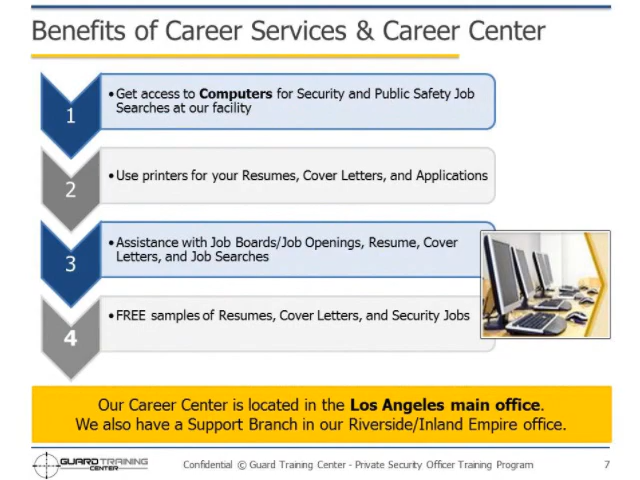 Benefits of Career Services & Career Center
1
•Get access to Computers for Security and Public Safety Job
Searches at our facility
2
•Use printers for your Resumes, Cover Letters, and Applications
3
•Assistance with Job Boards/Job Openings, Resume, Cover
Letters, and Job Searches
4
•FREE samples of Resumes, Cover Letters, and Security Jobs
Our Career Center is located in the Los Angeles main office.
We also have a Support Branch in our Riverside/Inland Empire office.
GUARD TRAINING
CENTER
Confidential © Guard Training Center - Private Security Officer Training Program
7